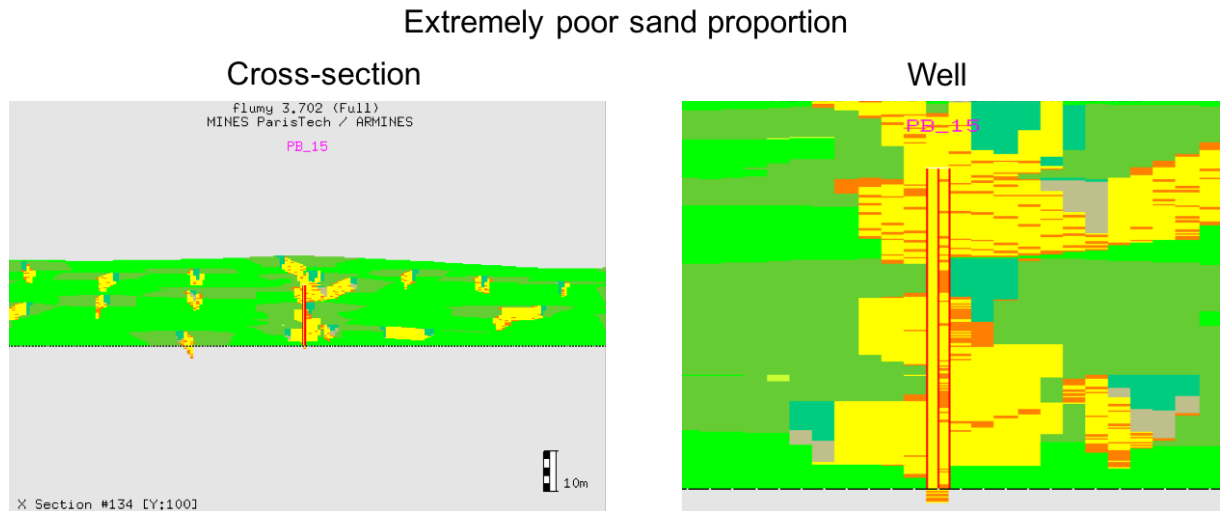 Extremely poor sand proportion
Cross-section
Well
flumy 3.702 (Full)
MINES ParisTech / ARMINES
PB_15
10m
X Section #134 [Y:100]
PB_15